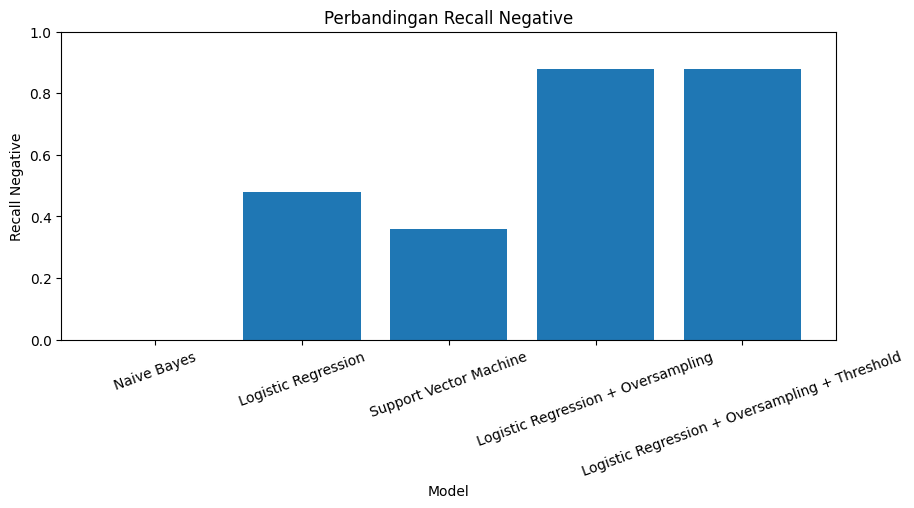 Perbandingan Recall Negative
1.0
0.8
0.6
0.4
0.2
0.0
Recall Negative
Naive Bayes
Logistic Regression
Support Vector Machine
Logistic Regression + Oversampling
Logistic Regression + Oversampling + Threshold
Model